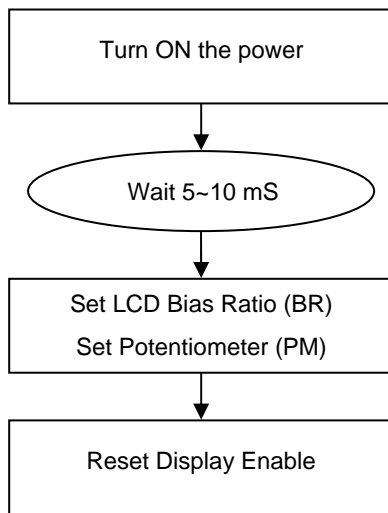 Turn ON the power
Wait 5~10 mS
Set LCD Bias Ratio (BR)
Set Potentiometer (PM)
Reset Display Enable